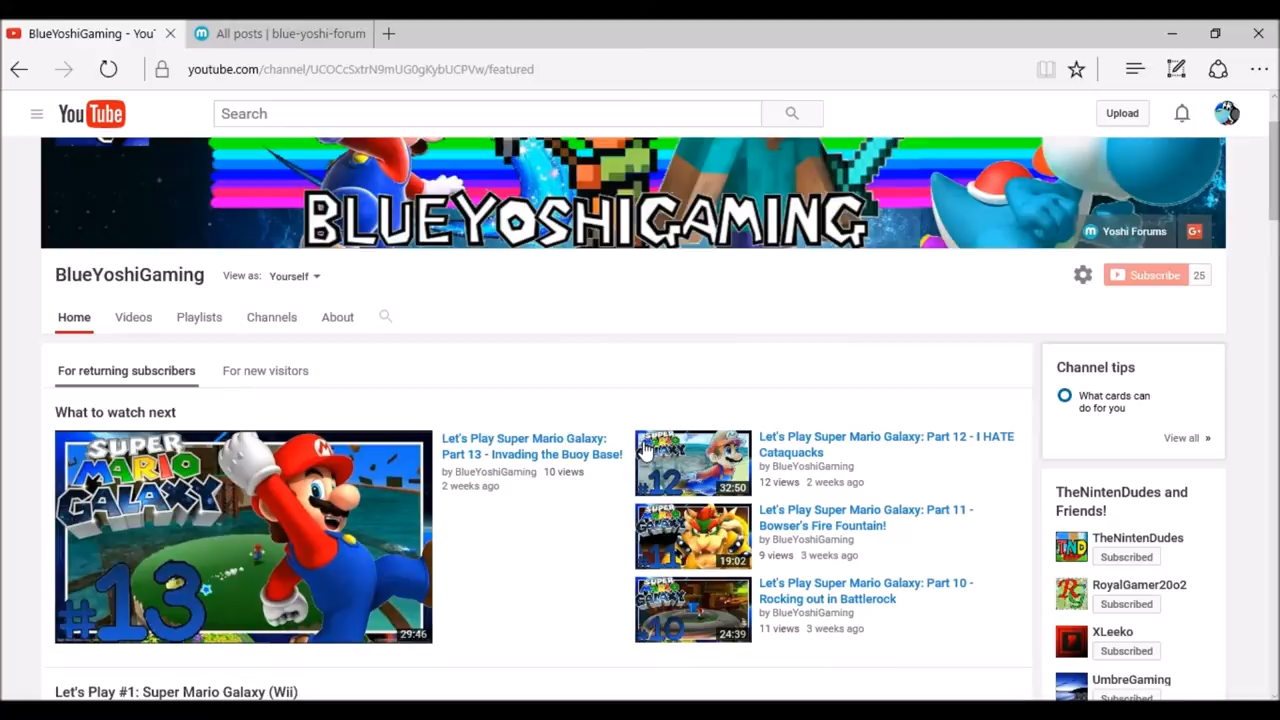 BlueYoshiGaming - You
All posts | blue-yoshi-forum
youtube.com/channel/UCOCcSxtrN9mUG0gKybUCPVw/featured
YouTube
Search
Upload
BLUEYOSHIGAMING
Yoshi Forums
G+
BlueYoshiGaming
View as: Yourself
Subscribe 25
Home
Videos
Playlists
Channels
About
For returning subscribers
For new visitors
What to watch next
SUPER
MARIO
GALAXY
#13
29:46
Let's Play Super Mario Galaxy:
Part 13 - Invading the Buoy Base!
by BlueYoshiGaming 10 views
2 weeks ago
#12
32:50
Let's Play Super Mario Galaxy: Part 12 - I HATE
Cataquacks
by BlueYoshiGaming
12 views 2 weeks ago
19:02
Let's Play Super Mario Galaxy: Part 11 -
Bowser's Fire Fountain!
by BlueYoshiGaming
9 views 3 weeks ago
24:39
Let's Play Super Mario Galaxy: Part 10 -
Rocking out in Battlerock
by BlueYoshiGaming
11 views 3 weeks ago
Let's Play #1: Super Mario Galaxy (Wii)
Channel tips
What cards can
do for you
View all »
TheNintenDudes and
Friends!
TND
TheNintenDudes
Subscribed
RoyalGamer20o2
Subscribed
XLeeko
Subscribed
UmbreGaming
Subscribed